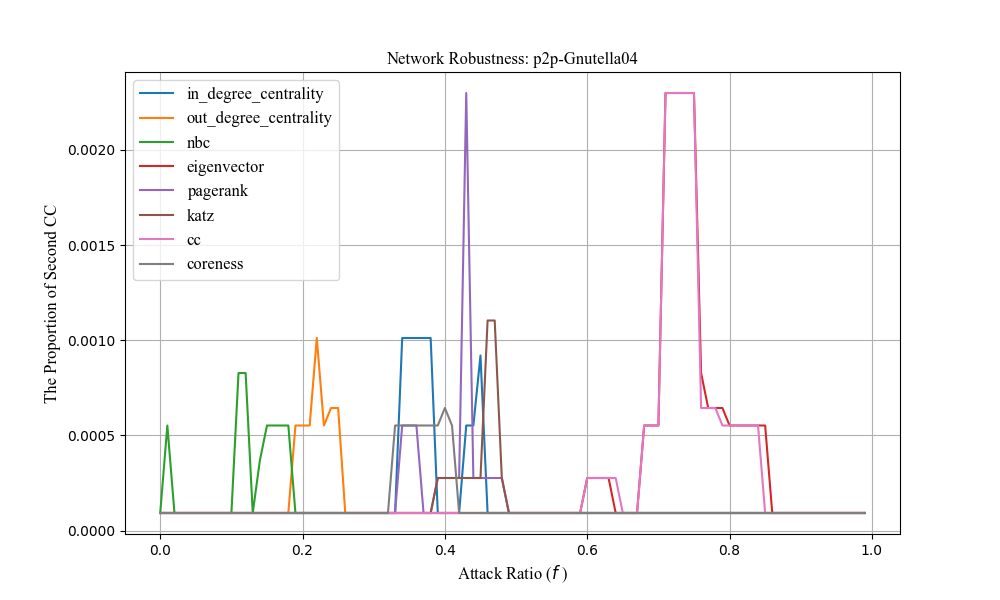 Network Robustness: p2p-Gnutella04
in_degree_centrality
out_degree_centrality
nbc
eigenvector
pagerank
katz
cc
coreness
The Proportion of Second CC
0.0020
0.0015
0.0010
0.0005
0.0000
0.0 0.2 0.4 0.6 0.8 1.0
Attack Ratio (f)